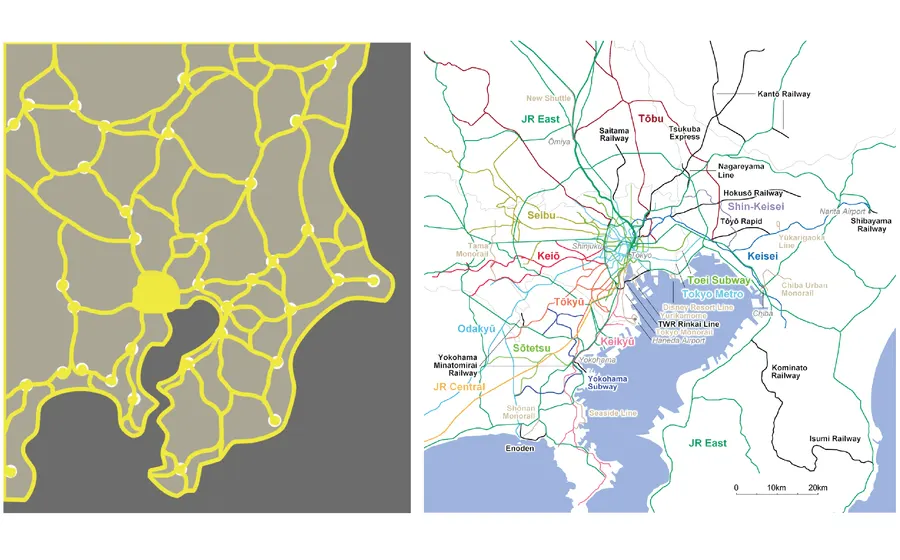 Kantō Railway
New Shuttle
JR East
Tōbu
Saitama
Railway
Tsukuba
Express
Ōmiya
Nagareyama
Line
Hokusō Railway
Shin-Keisei
Narita Airport
Seibu
Tōyō Rapid
Shibayama
Railway
Shinjuku
Tokyo
Yūkarigaoka
Line
Tama
Monorail
Keiō
Keisei
Toei Subway
Tokyo Metro
Chiba Urban
Monorail
Tōkyū
Disney Resort Line
Yurikamome
TWR Rinkai Line
Tokyo Monorail
Haneda Airport
Chiba
Odakyū
Keikyū
Sōtetsu
Yokohama
Minatomirai
Railway
Yokohama
Kominato
Railway
JR Central
Yokohama
Subway
Shōnan
Monorail
Seaside Line
Enoden
JR East
Isumi Railway
0 10km 20km